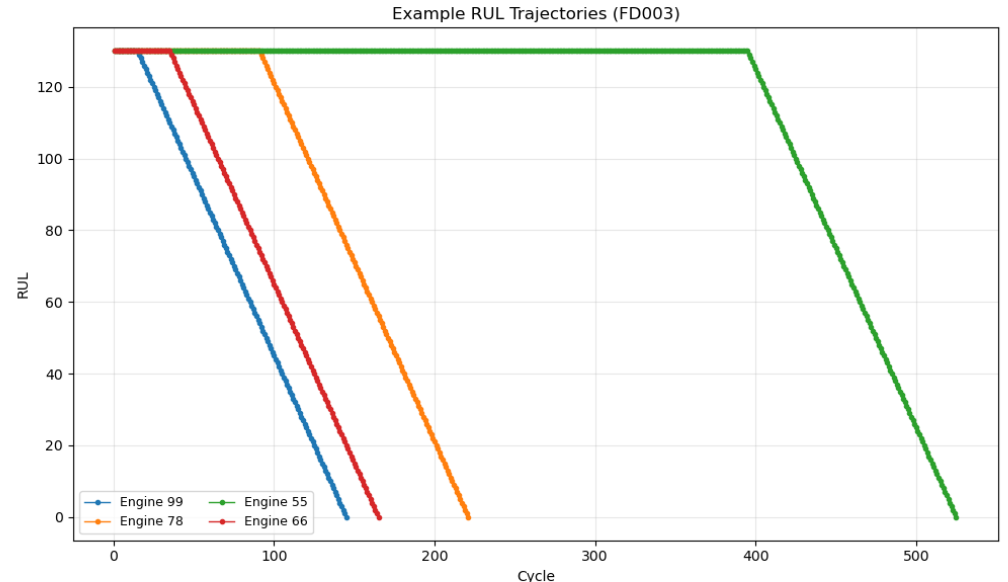 Example RUL Trajectories (FD003)
RUL
120
100
80
60
40
20
0
Engine 99
Engine 78
Engine 55
Engine 66
0 100 200 300 400 500
Cycle